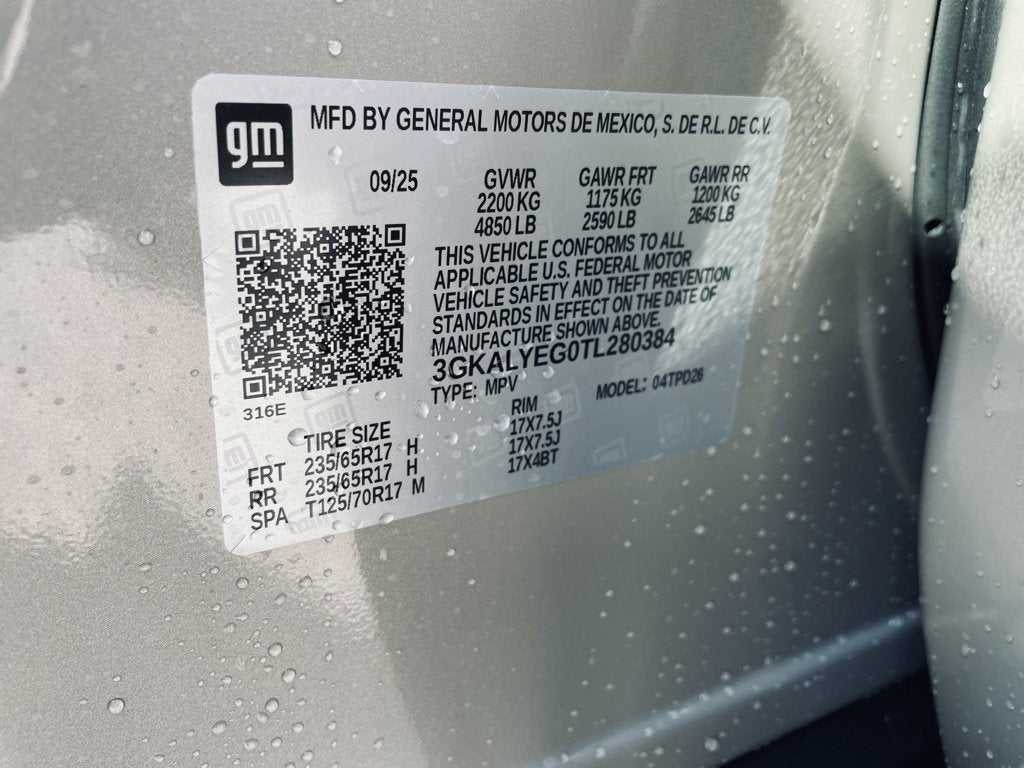 gm
MFD BY GENERAL MOTORS DE MEXICO, S. DE R.L. DE C.V.
09/25 GVWR GAWR FRT GAWR RR
2200 KG 1175 KG 1200 KG
4850 LB 2590 LB 2645 LB
THIS VEHICLE CONFORMS TO ALL
APPLICABLE U.S. FEDERAL MOTOR
VEHICLE SAFETY AND THEFT PREVENTION
STANDARDS IN EFFECT ON THE DATE OF
MANUFACTURE SHOWN ABOVE.
3GKALYEG0TL280384
TYPE: MPV MODEL: 04TPD26
316E
TIRE SIZE RIM
FRT 235/65R17 H 17X7.5J
RR 235/65R17 H 17X7.5J
SPA T125/70R17 M 17X4BT